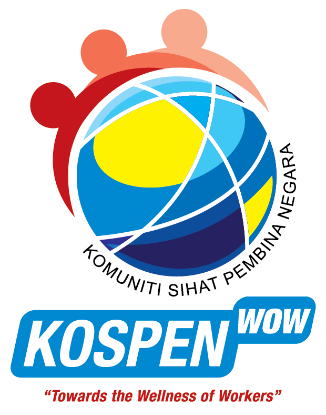 KOMUNITI SIHAT PEMBINA NEGARA
KOSPEN WOW
“Towards the Wellness of Workers”